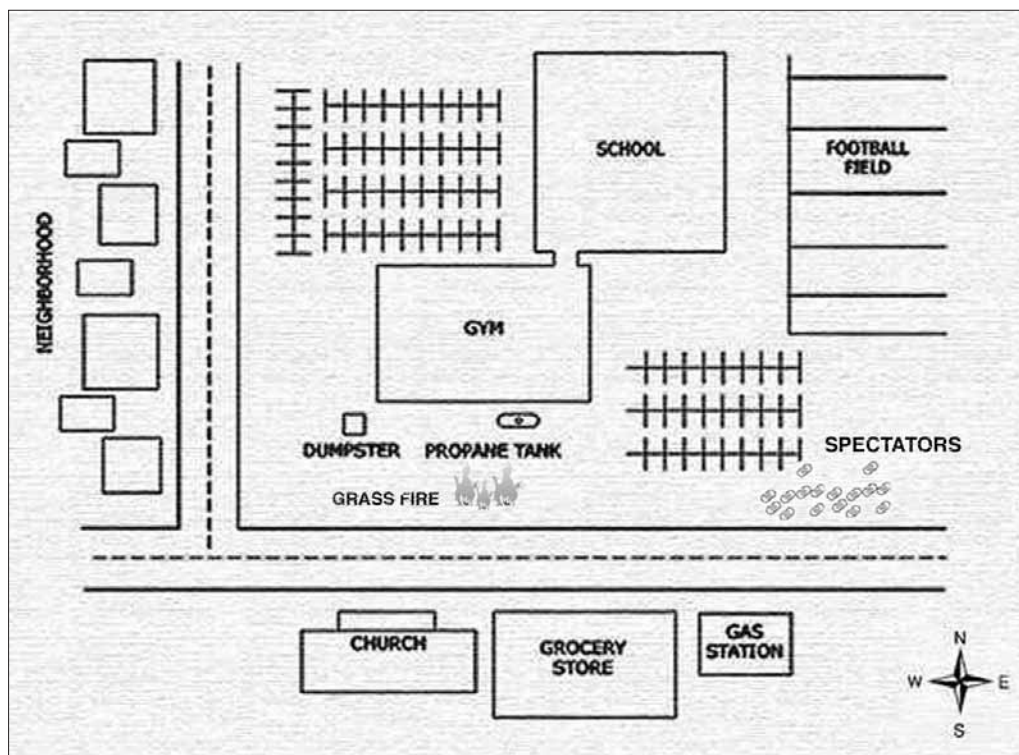 SCHOOL
FOOTBALL
FIELD
NEIGHBORHOOD
GYM
DUMPSTER
PROPANE TANK
SPECTATORS
GRASS FIRE
CHURCH
GROCERY
STORE
GAS
STATION
N
W
E
S